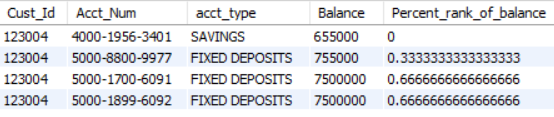 Cust_Id Acct_Num acct_type Balance Percent_rank_of_balance
123004 4000-1956-3401 SAVINGS 655000 0
123004 5000-8800-9977 FIXED DEPOSITS 755000 0.3333333333333333
123004 5000-1700-6091 FIXED DEPOSITS 7500000 0.6666666666666666
123004 5000-1899-6092 FIXED DEPOSITS 7500000 0.6666666666666666